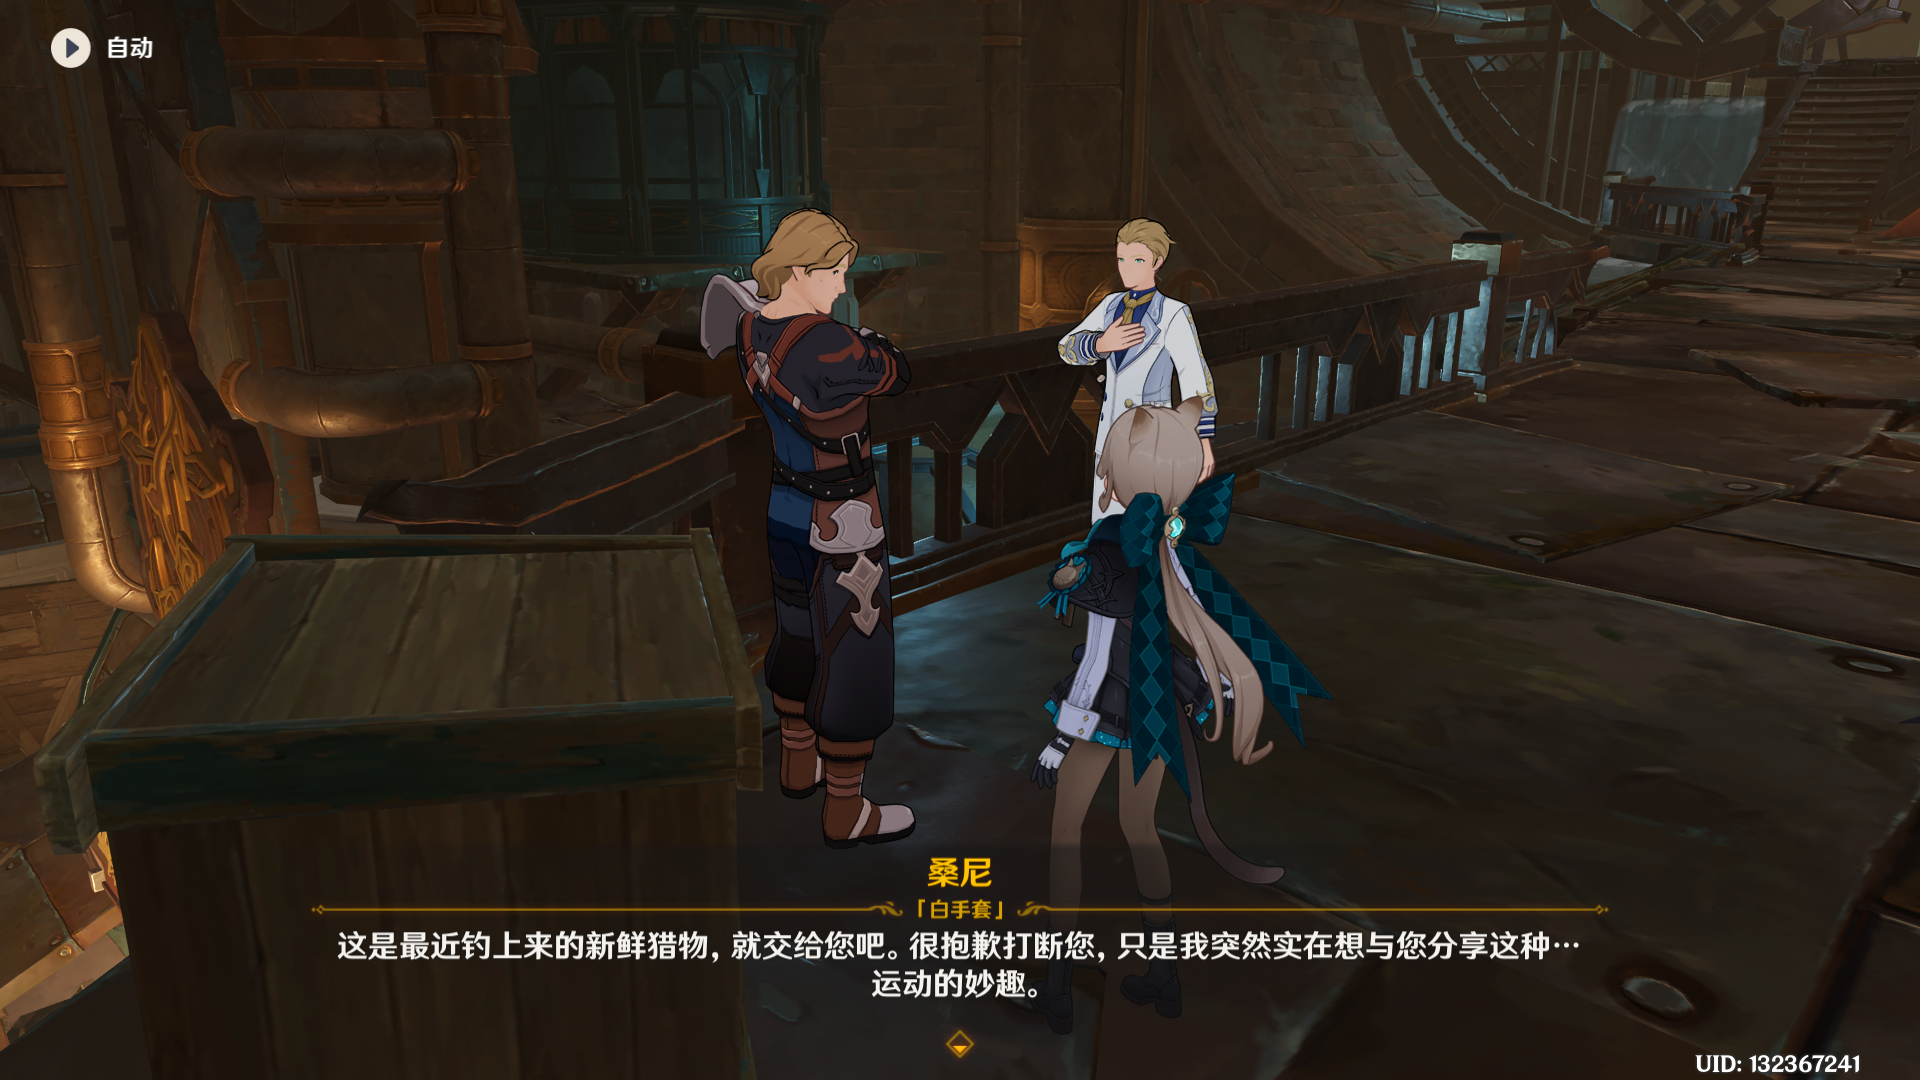 自动
桑尼
「白手套」
这是最近钓上来的新鲜猎物，就交给您吧。很抱歉打断您，只是我突然实在想与您分享这种…
运动的妙趣。
UID: 132367241